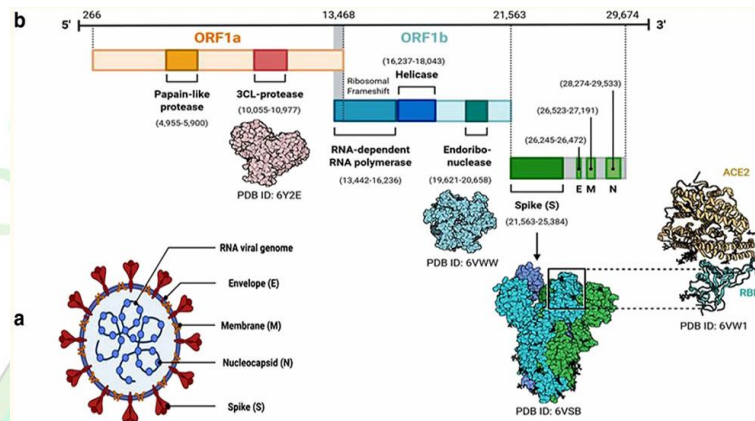 b
266
13,468
21,563
29,674
5'
3'
ORF1a
ORF1b
(16,237-18,043)
Helicase
Ribosomal
Frameshift
Papain-like
protease
(4,955-5,900)
3CL-protease
(10,055-10,977)
PDB ID: 6Y2E
RNA-dependent
RNA polymerase
(13,442-16,236)
Endoribo-
nuclease
(19,621-20,658)
PDB ID: 6VWW
(28,274-29,533)
(26,523-27,191)
(26,245-26,472)
E M N
Spike (S)
(21,563-25,384)
PDB ID: 6VSB
ACE2
RB
PDB ID: 6VW1
a
RNA viral genome
Envelope (E)
Membrane (M)
Nucleocapsid (N)
Spike (S)